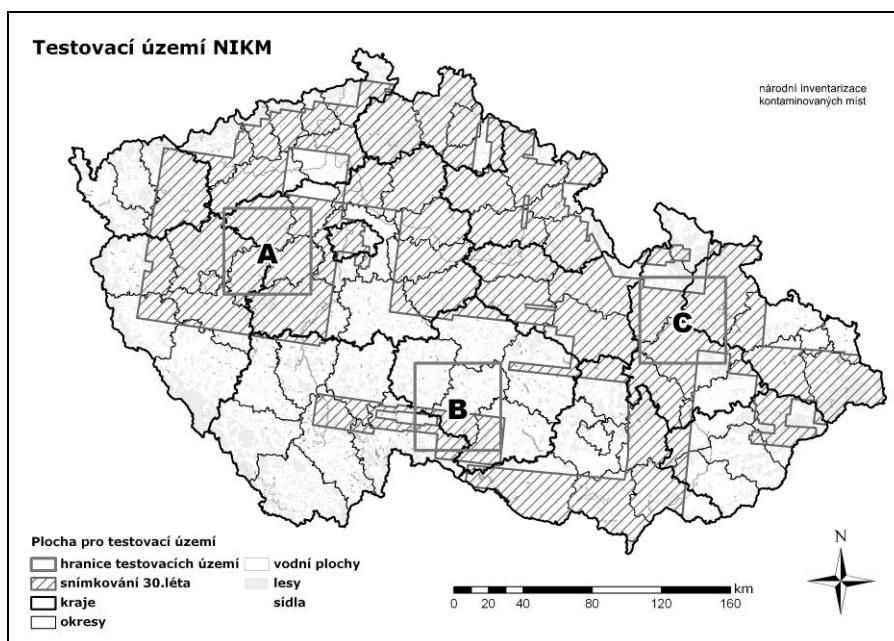 Testovací území NIKM
národní inventarizace
kontaminovaných míst
A
B
C
Plocha pro testovací území
hranice testovacích území
snímkování 30.léta
kraje
okresy
vodní plochy
lesy
sídla
km
0 10 20 40 80 120 160
N